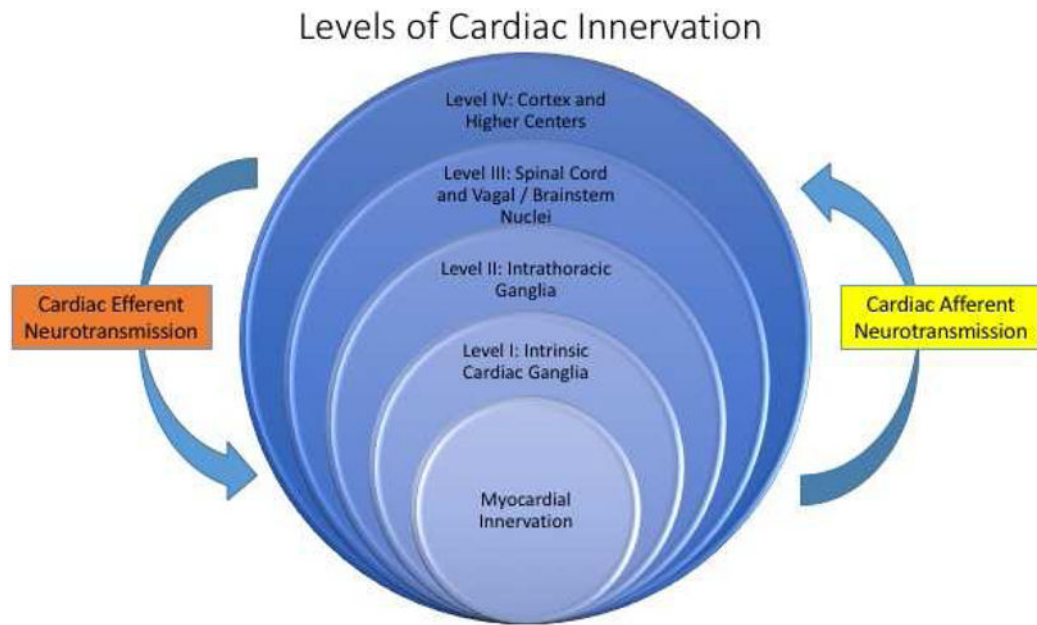 Levels of Cardiac Innervation
Level IV: Cortex and
Higher Centers
Level III: Spinal Cord
and Vagal / Brainstem
Nuclei
Level II: Intrathoracic
Ganglia
Cardiac Efferent
Neurotransmission
Cardiac Afferent
Neurotransmission
Level I: Intrinsic
Cardiac Ganglia
Myocardial
Innervation